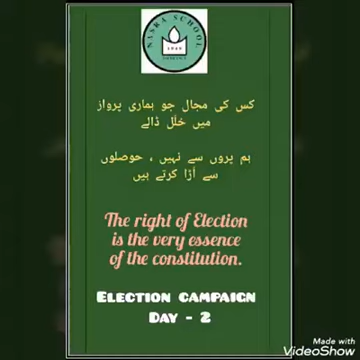 NASRA SCHOOL
1949
کس کی مجال جو ہماری پرواز
میں خلل ڈالے
ہم پروں سے نہیں ، حوصلوں
سے اُڑا کرتے ہیں
The right of Election
is the very essence
of the constitution.
ELECTION CAMPAIGN
DAY - 2
Made with
VideoShow